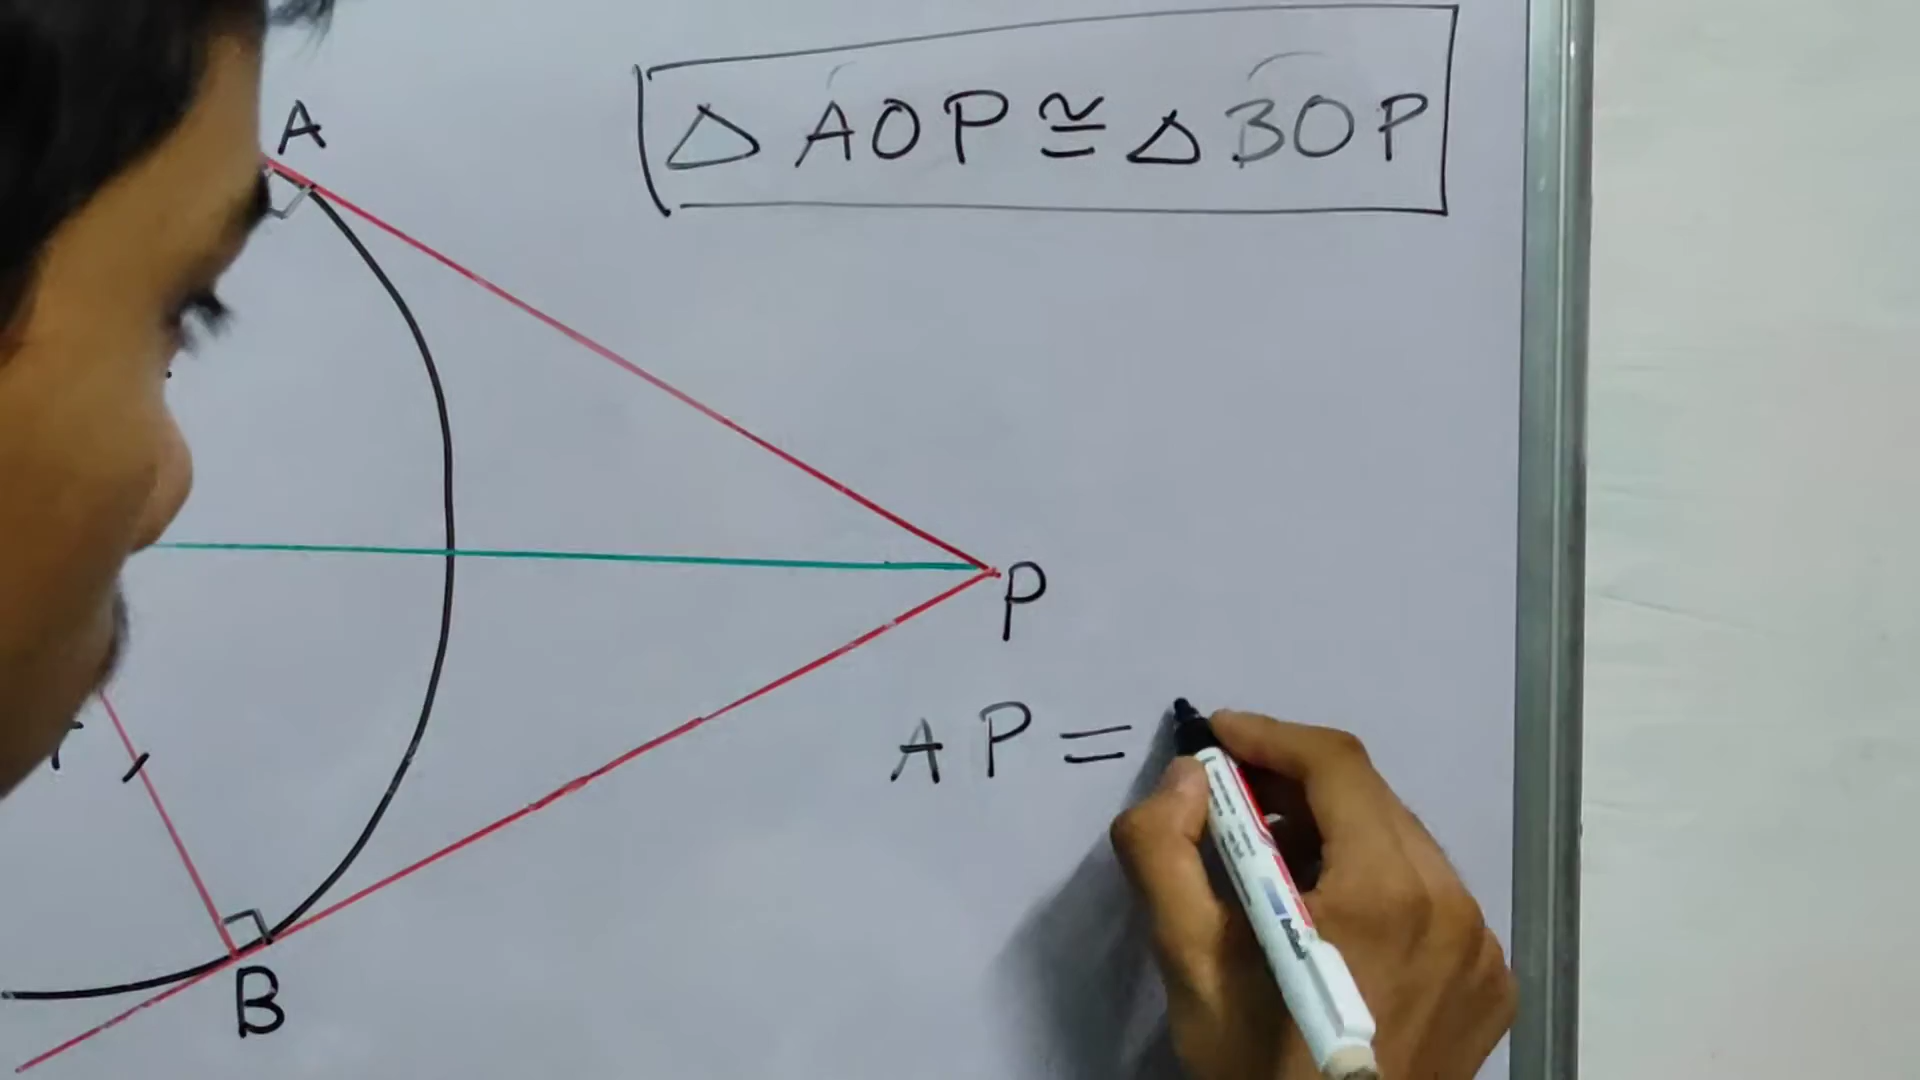 A
△ AOP ≅ △ BOP
P
AP =
r
B